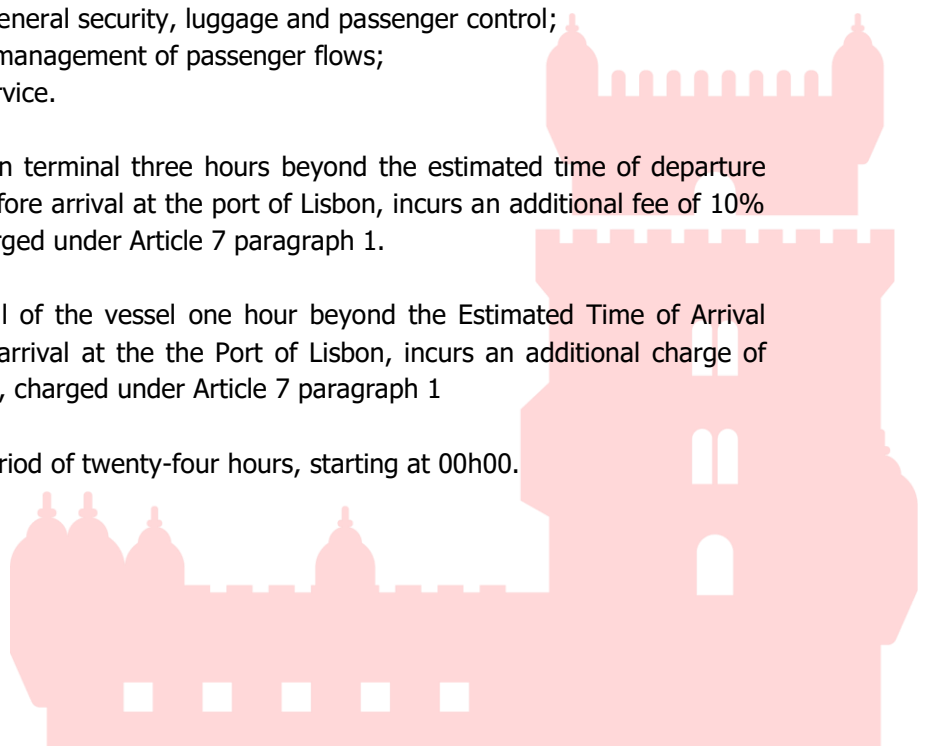 eneral security, luggage and passenger control;
management of passenger flows;
rvice.
n terminal three hours beyond the estimated time of departure
fore arrival at the port of Lisbon, incurs an additional fee of 10%
rged under Article 7 paragraph 1.
l of the vessel one hour beyond the Estimated Time of Arrival
arrival at the the Port of Lisbon, incurs an additional charge of
, charged under Article 7 paragraph 1
riod of twenty-four hours, starting at 00h00.